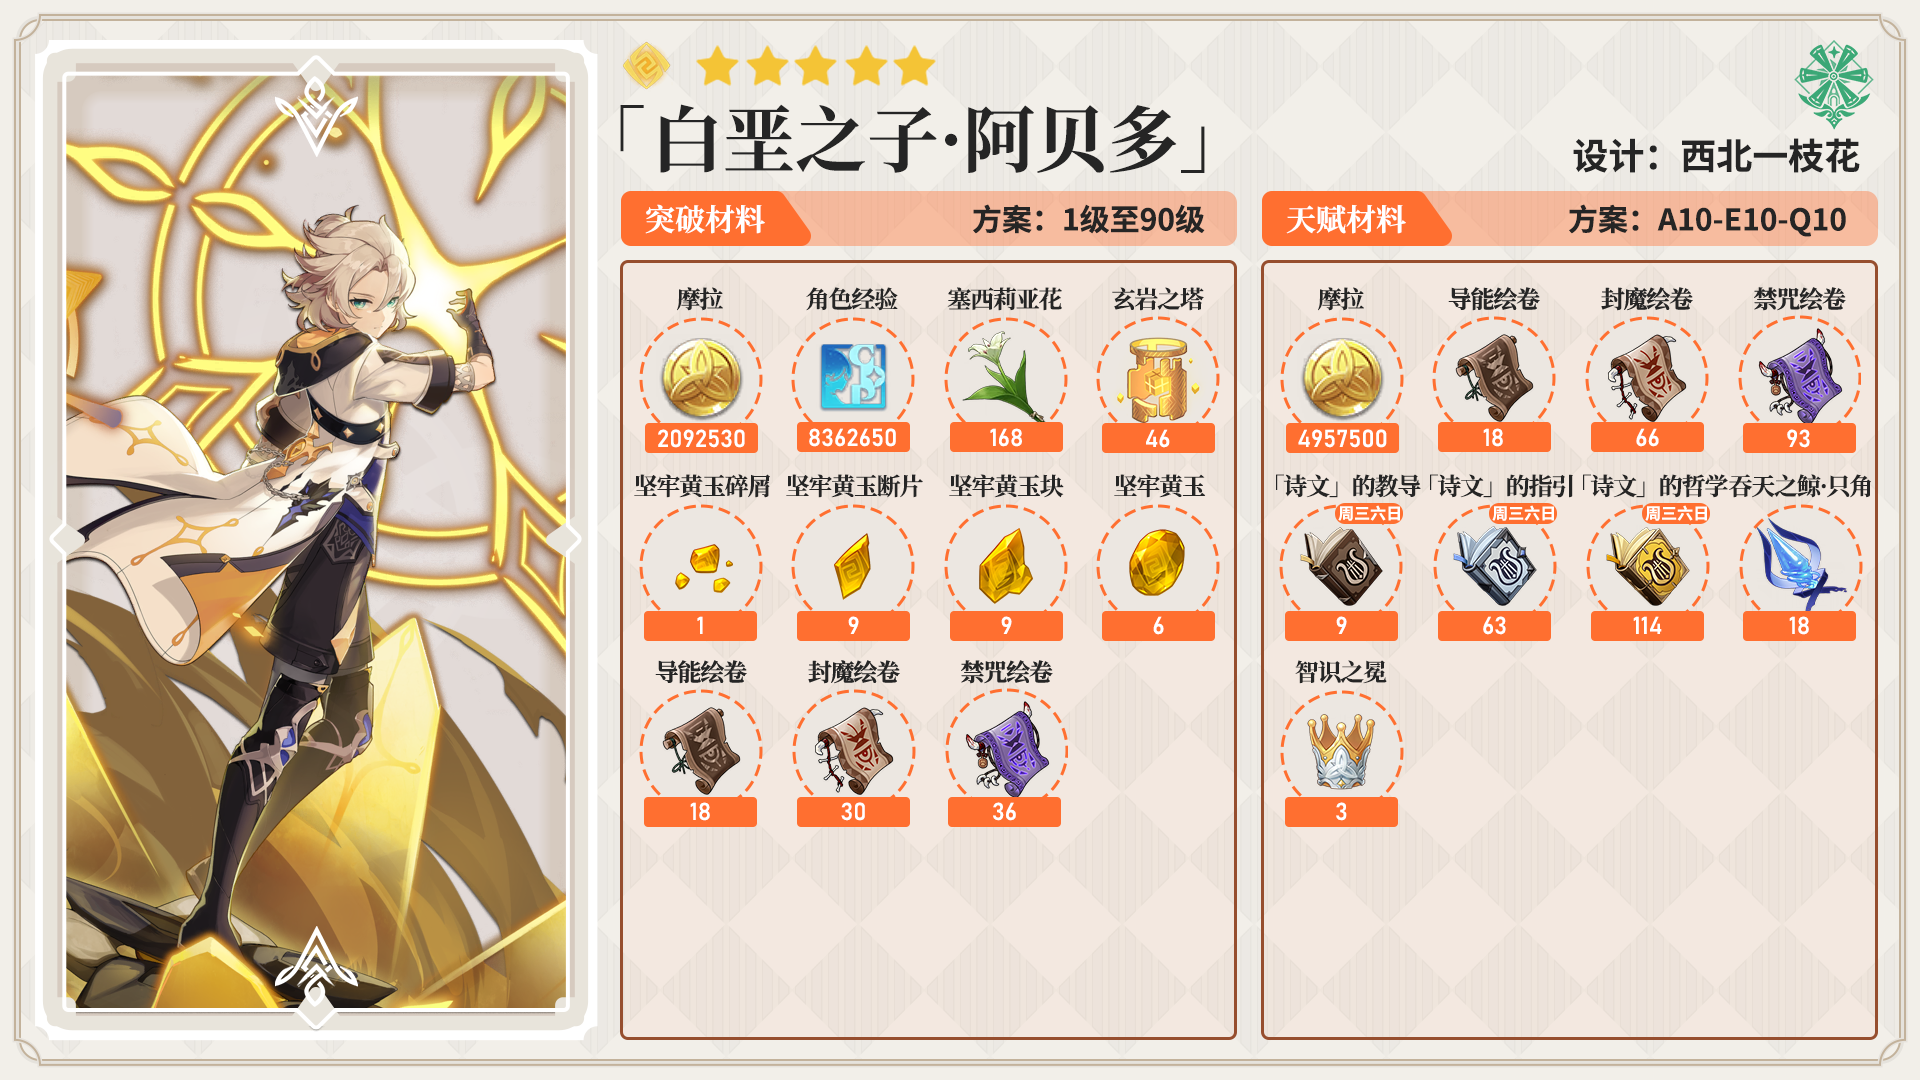 「白垩之子·阿贝多」
设计：西北一枝花
突破材料
方案：1级至90级
摩拉
角色经验
塞西莉亚花
玄岩之塔
2092530
8362650
168
46
坚牢黄玉碎屑
坚牢黄玉断片
坚牢黄玉块
坚牢黄玉
1
9
9
6
导能绘卷
封魔绘卷
禁咒绘卷
18
30
36
天赋材料
方案：A10-E10-Q10
摩拉
导能绘卷
封魔绘卷
禁咒绘卷
4957500
18
66
93
「诗文」的教导
「诗文」的指引
「诗文」的哲学
吞天之鲸·只角
周三六日
周三六日
周三六日
9
63
114
18
智识之冕
3